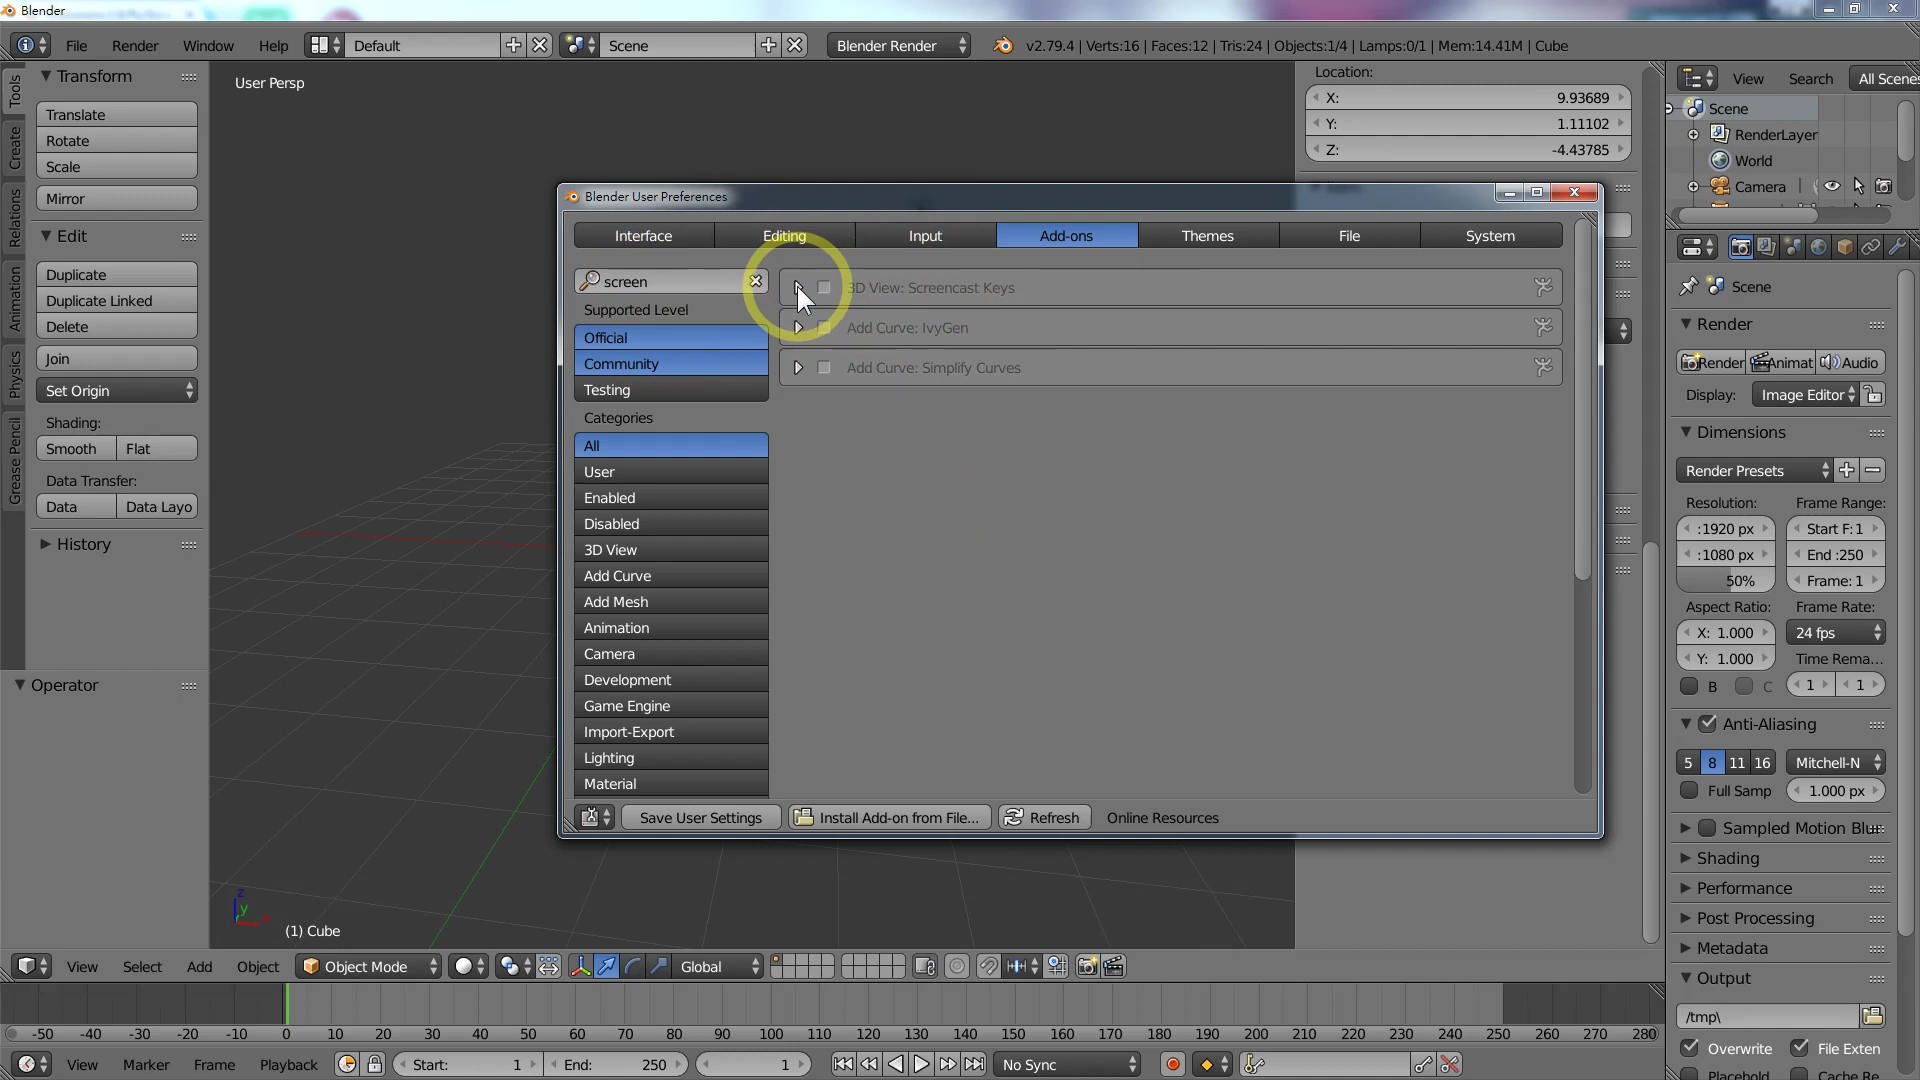 Blender
File Render Window Help Default Scene Blender Render v2.79.4 | Verts:16 | Faces:12 | Tris:24 | Objects:1/4 | Lamps:0/1 | Mem:14.41M | Cube
Tools
Create
Relations
Animation
Physics
Grease Pencil
Transform
Translate
Rotate
Scale
Mirror
Edit
Duplicate
Duplicate Linked
Delete
Join
Set Origin
Shading:
Smooth Flat
Data Transfer:
Data Data Layo
History
Operator
User Persp
(1) Cube
z
y
x
Location:
X: 9.93689
Y: 1.11102
Z: -4.43785
Blender User Preferences
Interface Editing Input Add-ons Themes File System
screen
Supported Level
Official
Community
Testing
Categories
All
User
Enabled
Disabled
3D View
Add Curve
Add Mesh
Animation
Camera
Development
Game Engine
Import-Export
Lighting
Material
3D View: Screencast Keys
Add Curve: IvyGen
Add Curve: Simplify Curves
Save User Settings Install Add-on from File... Refresh Online Resources
View Search All Scenes
Scene
RenderLayer
World
Camera
Scene
Render
Render Animat Audio
Display: Image Editor
Dimensions
Render Presets
Resolution: Frame Range:
:1920 px Start F: 1
:1080 px End :250
50% Frame: 1
Aspect Ratio: Frame Rate:
X: 1.000 24 fps
Y: 1.000 Time Rema...
B C 1 1
Anti-Aliasing
5 8 11 16 Mitchell-N
Full Samp 1.000 px
Sampled Motion Blu
Shading
Performance
Post Processing
Metadata
Output
/tmp\
Overwrite File Exten
Placehold Cache Re
View Select Add Object Object Mode Global
-50 -40 -30 -20 -10 0 10 20 30 40 50 60 70 80 90 100 110 120 130 140 150 160 170 180 190 200 210 220 230 240 250 260 270 280
View Marker Frame Playback Start: 1 End: 250 1 No Sync